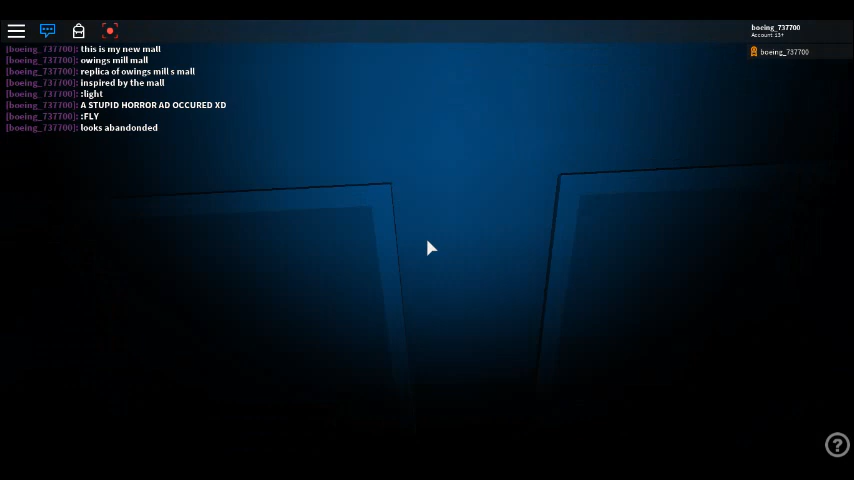 boeing_737700
Account 13+
boeing_737700
[boeing_737700]: this is my new mall
[boeing_737700]: owings mill mall
[boeing_737700]: replica of owings mill s mall
[boeing_737700]: inspired by the mall
[boeing_737700]: :light
[boeing_737700]: A STUPID HORROR AD OCCURED XD
[boeing_737700]: :FLY
[boeing_737700]: looks abandonded
?